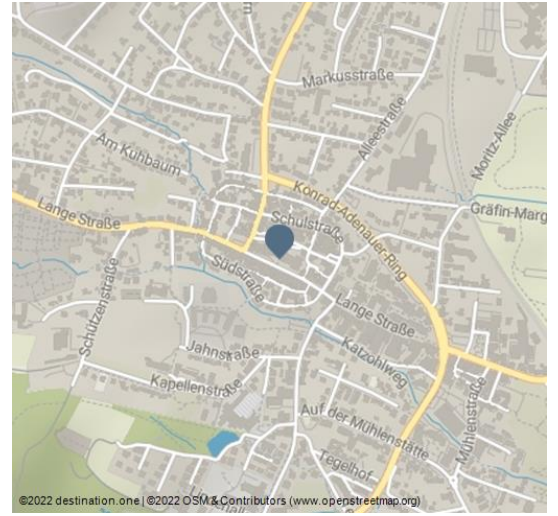 Markusstraße
Alleestraße
Moritz-Allee
Am Kuhbaum
Konrad-Adenauer-Ring
Gräfin-Marg
Lange Straße
Schulstraße
Südstraße
Schützenstraße
Lange Straße
Jahnstraße
Katzohlweg
Kapellenstraße
Auf der Mühlenstätte
Mühlenstraße
Tegelhof
©2022 destination.one | ©2022 OSM & Contributors (www.openstreetmap.org)